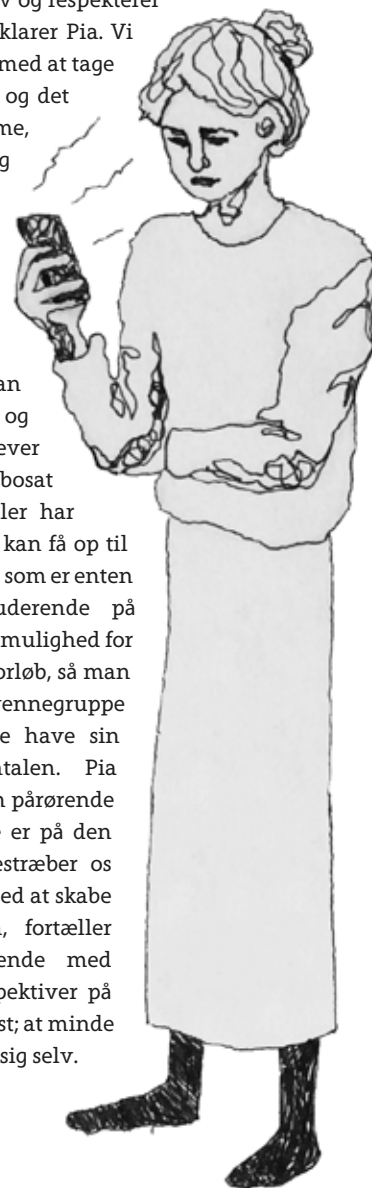 v og respekterer
klarer Pia. Vi
med at tage
og det
me,
g
an
og
ever
bosat
ler har
kan få op til
som er enten
uderende på
mulighed for
orløb, så man
vennegruppe
e have sin
ntalen. Pia
n pårørende
e er på den
estræber os
ed at skabe
n, fortæller
ende med
pektiver på
st; at minde
sig selv.